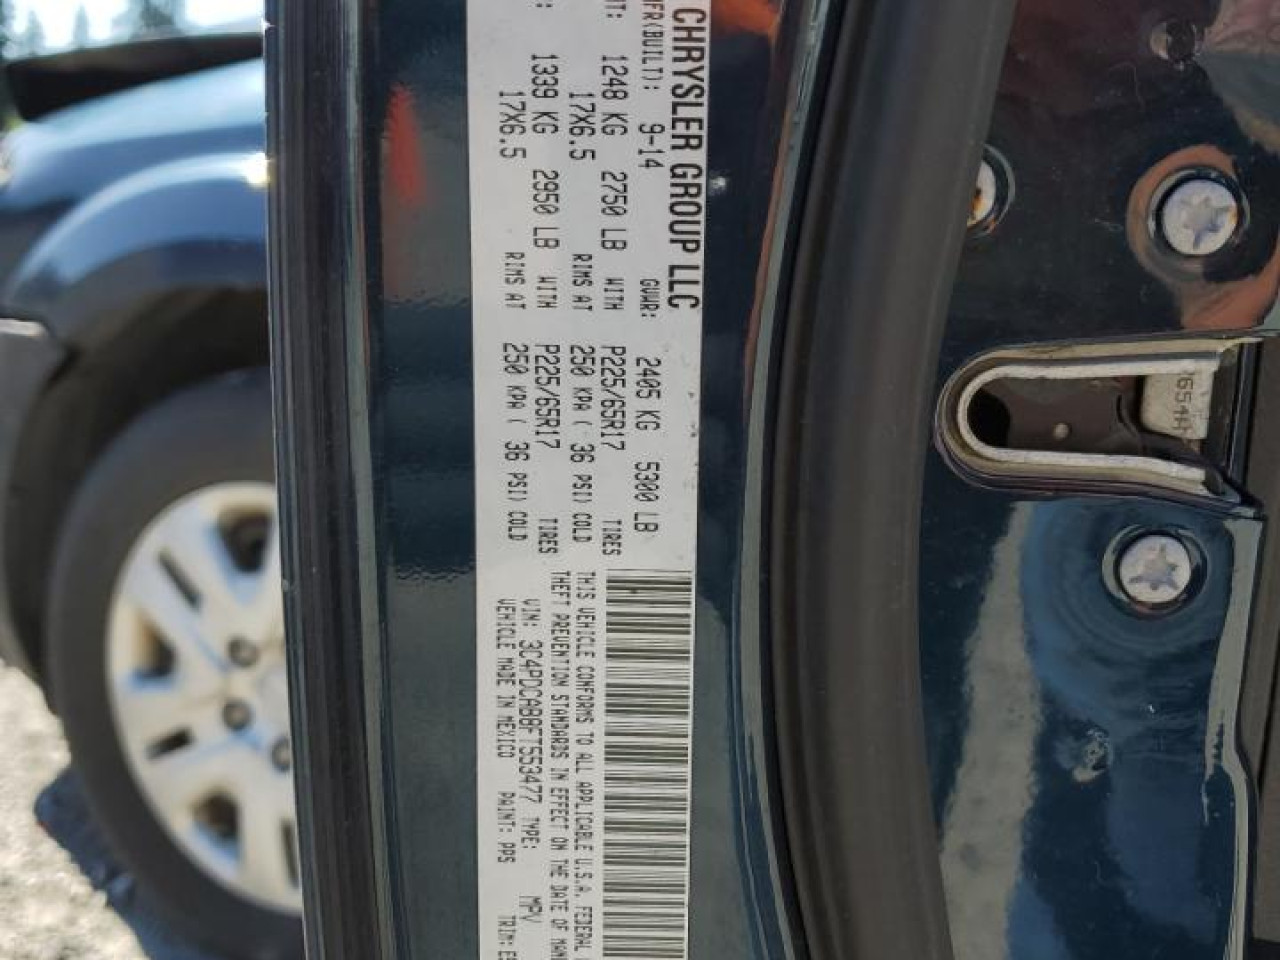 CHRYSLER GROUP LLC
MFR(BUILT): 9-14 GVWR: 2405 KG 5300 LB
1248 KG 2750 LB WITH P225/65R17 TIRES
17X6.5 RIMS AT 250 KPA ( 36 PSI) COLD
1339 KG 2950 LB WITH P225/65R17 TIRES
17X6.5 RIMS AT 250 KPA ( 36 PSI) COLD
THIS VEHICLE CONFORMS TO ALL APPLICABLE U.S.A. FEDERAL
THEFT PREVENTION STANDARDS IN EFFECT ON THE DATE OF
VIN: 3C4PDCAB8FT553477 TYPE: MPV
VEHICLE MADE IN MEXICO PAINT: PPS TRIM: